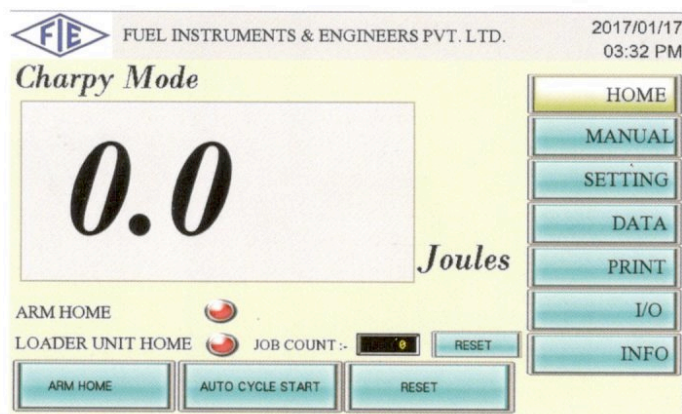 FIE
FUEL INSTRUMENTS & ENGINEERS PVT. LTD.
2017/01/17
03:32 PM
Charpy Mode
0.0
Joules
HOME
MANUAL
SETTING
DATA
PRINT
I/O
INFO
ARM HOME
LOADER UNIT HOME
JOB COUNT :-
0
RESET
ARM HOME
AUTO CYCLE START
RESET